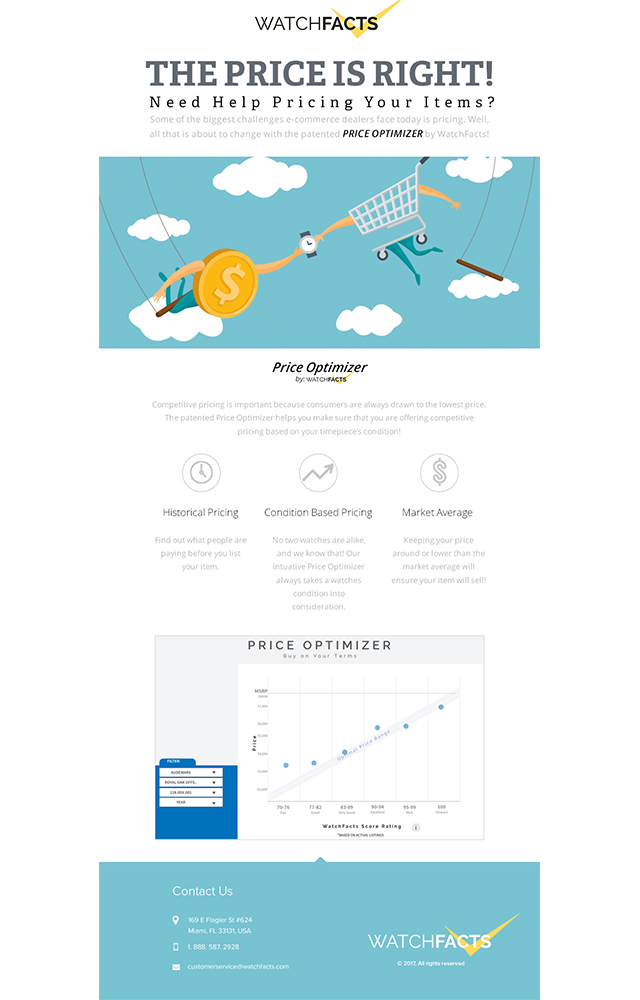 WATCHFACTS
THE PRICE IS RIGHT!
Need Help Pricing Your Items?
Some of the biggest challenges e-commerce dealers face today is pricing. Well,
all that is about to change with the patented PRICE OPTIMIZER by WatchFacts!
$
Price Optimizer
by: WATCHFACTS
Competitive pricing is important because consumers are always drawn to the lowest price.
The patented Price Optimizer helps you make sure that you are offering competitive
pricing based on your timepiece's condition!
$
Historical Pricing
Find out what people are
paying before you list
your item.
Condition Based Pricing
No two watches are alike,
and we know that! Our
intuative Price Optimizer
always takes a watches
condition into
consideration.
Market Average
Keeping your price
around or lower than the
market average will
ensure your item will sell!
PRICE OPTIMIZER
Buy on Your Terms
MSRP
Price
Optimal Price Range
FILTER:
AUDEMARS
ROYAL OAK OFFS..
YEAR
70-76 77-82 83-89 90-94 95-99 100
Fair Good Very Good Excellent Mint Unworn
WatchFacts Score Rating i
*BASED ON ACTUAL LISTINGS
Contact Us
169 E Flagler St #624
Miami, FL 33131, USA
1. 888. 587. 2928
customerservice@watchfacts.com
WATCHFACTS
© 2017, All rights reserved